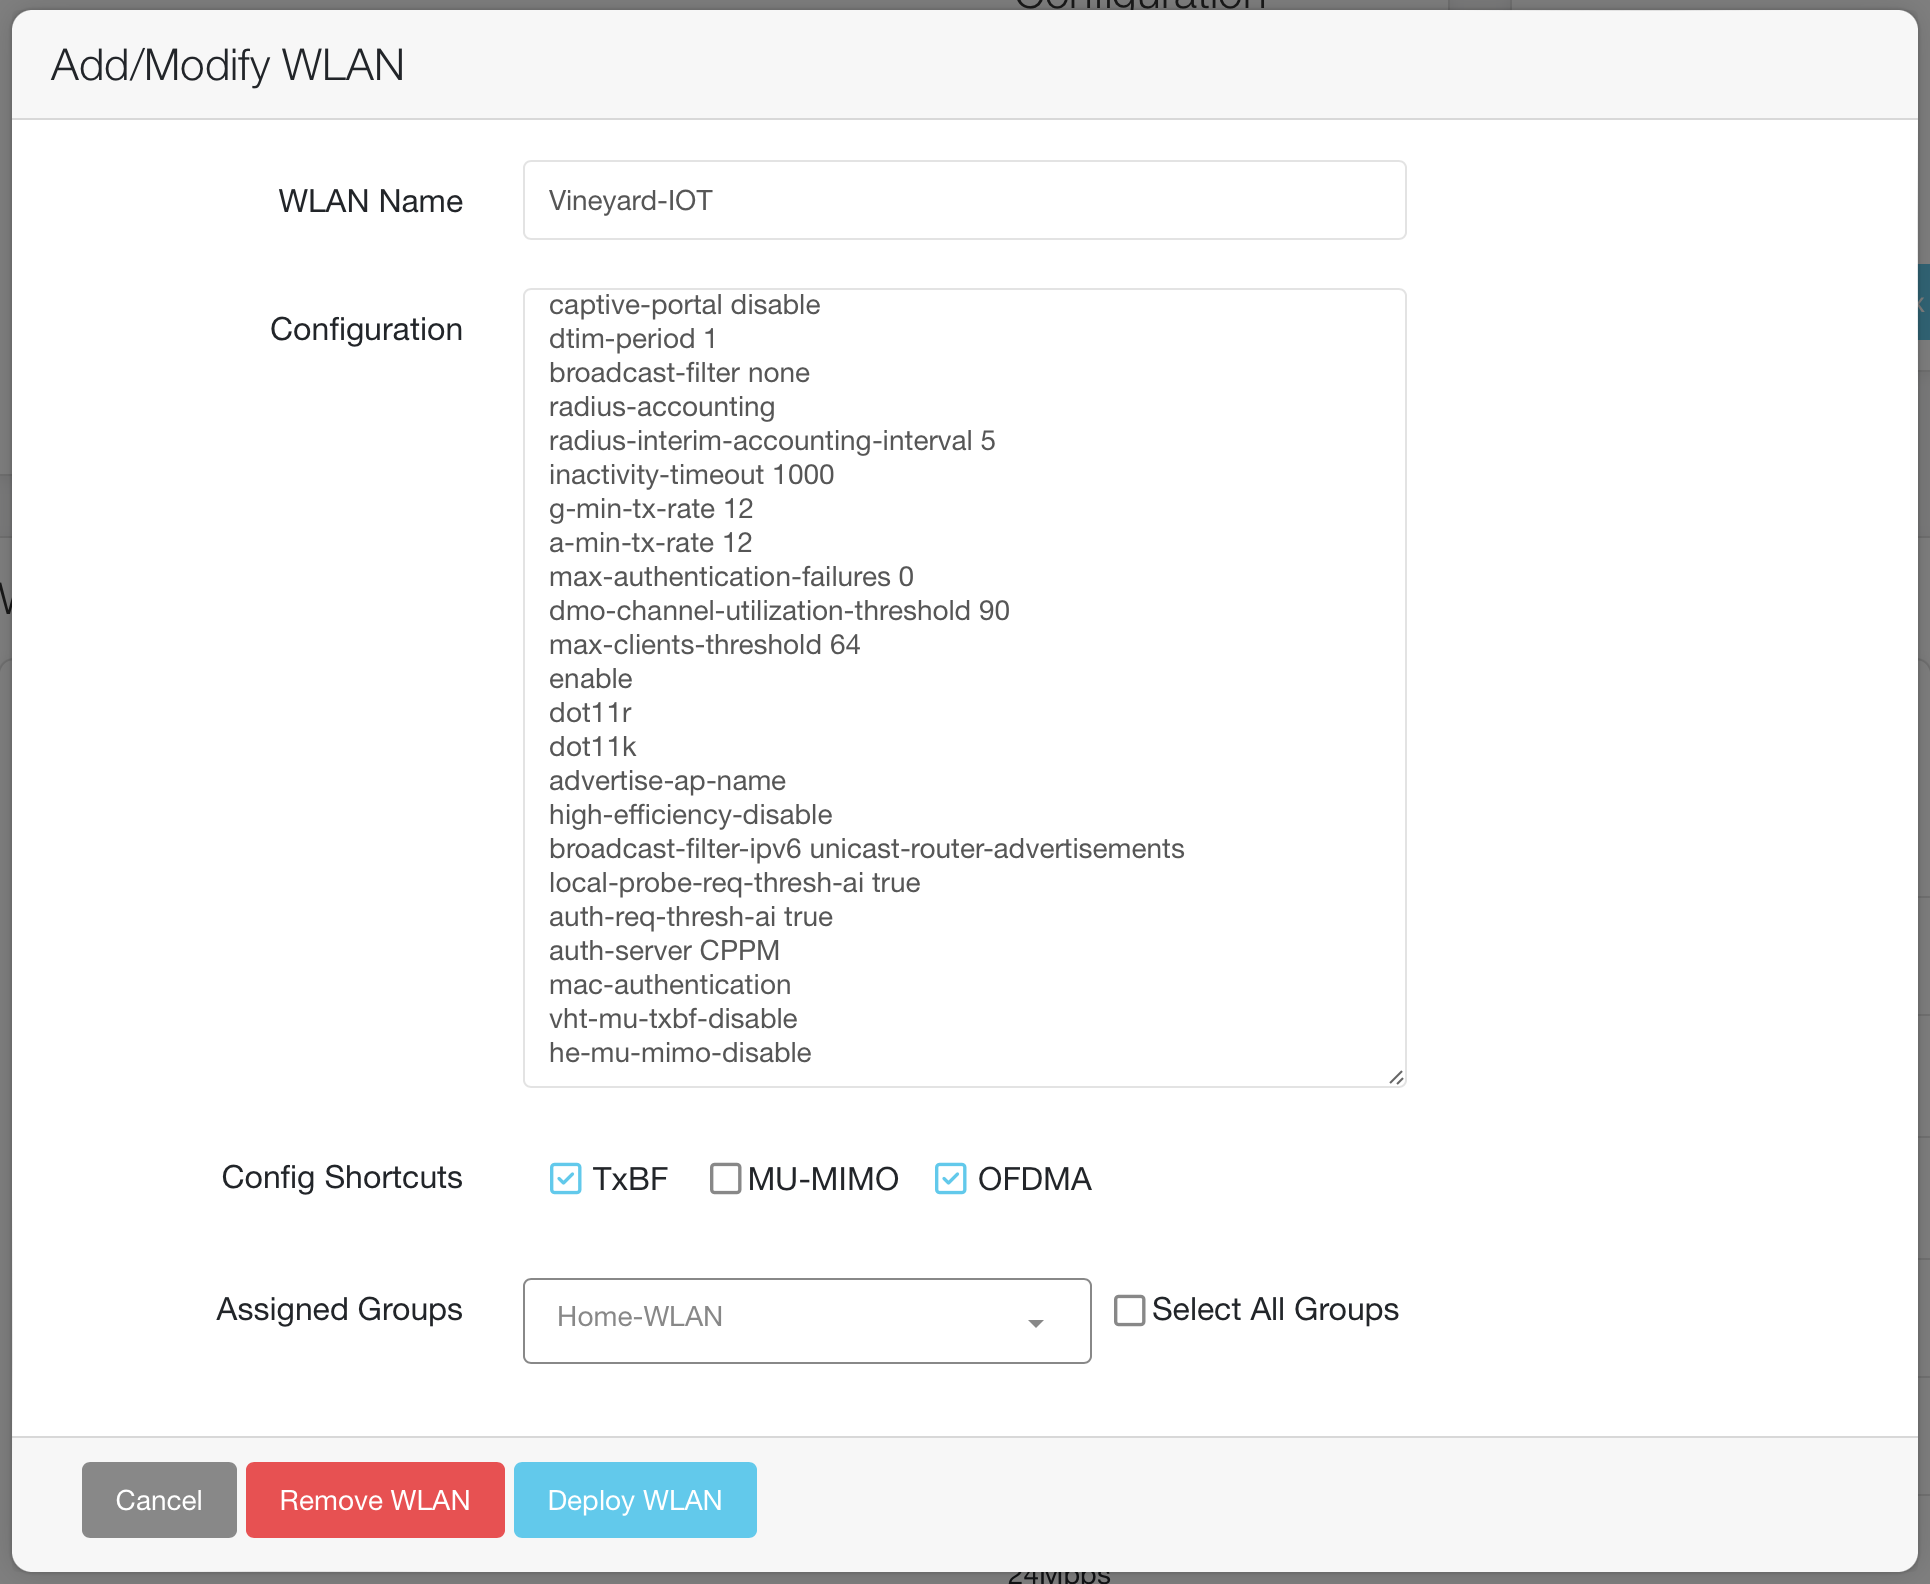 Configuration
Add/Modify WLAN
WLAN Name
Vineyard-IOT
Configuration
captive-portal disable
dtim-period 1
broadcast-filter none
radius-accounting
radius-interim-accounting-interval 5
inactivity-timeout 1000
g-min-tx-rate 12
a-min-tx-rate 12
max-authentication-failures 0
dmo-channel-utilization-threshold 90
max-clients-threshold 64
enable
dot11r
dot11k
advertise-ap-name
high-efficiency-disable
broadcast-filter-ipv6 unicast-router-advertisements
local-probe-req-thresh-ai true
auth-req-thresh-ai true
auth-server CPPM
mac-authentication
vht-mu-txbf-disable
he-mu-mimo-disable
Config Shortcuts
TxBF MU-MIMO OFDMA
Assigned Groups
Home-WLAN
Select All Groups
Cancel Remove WLAN Deploy WLAN
24Mbps